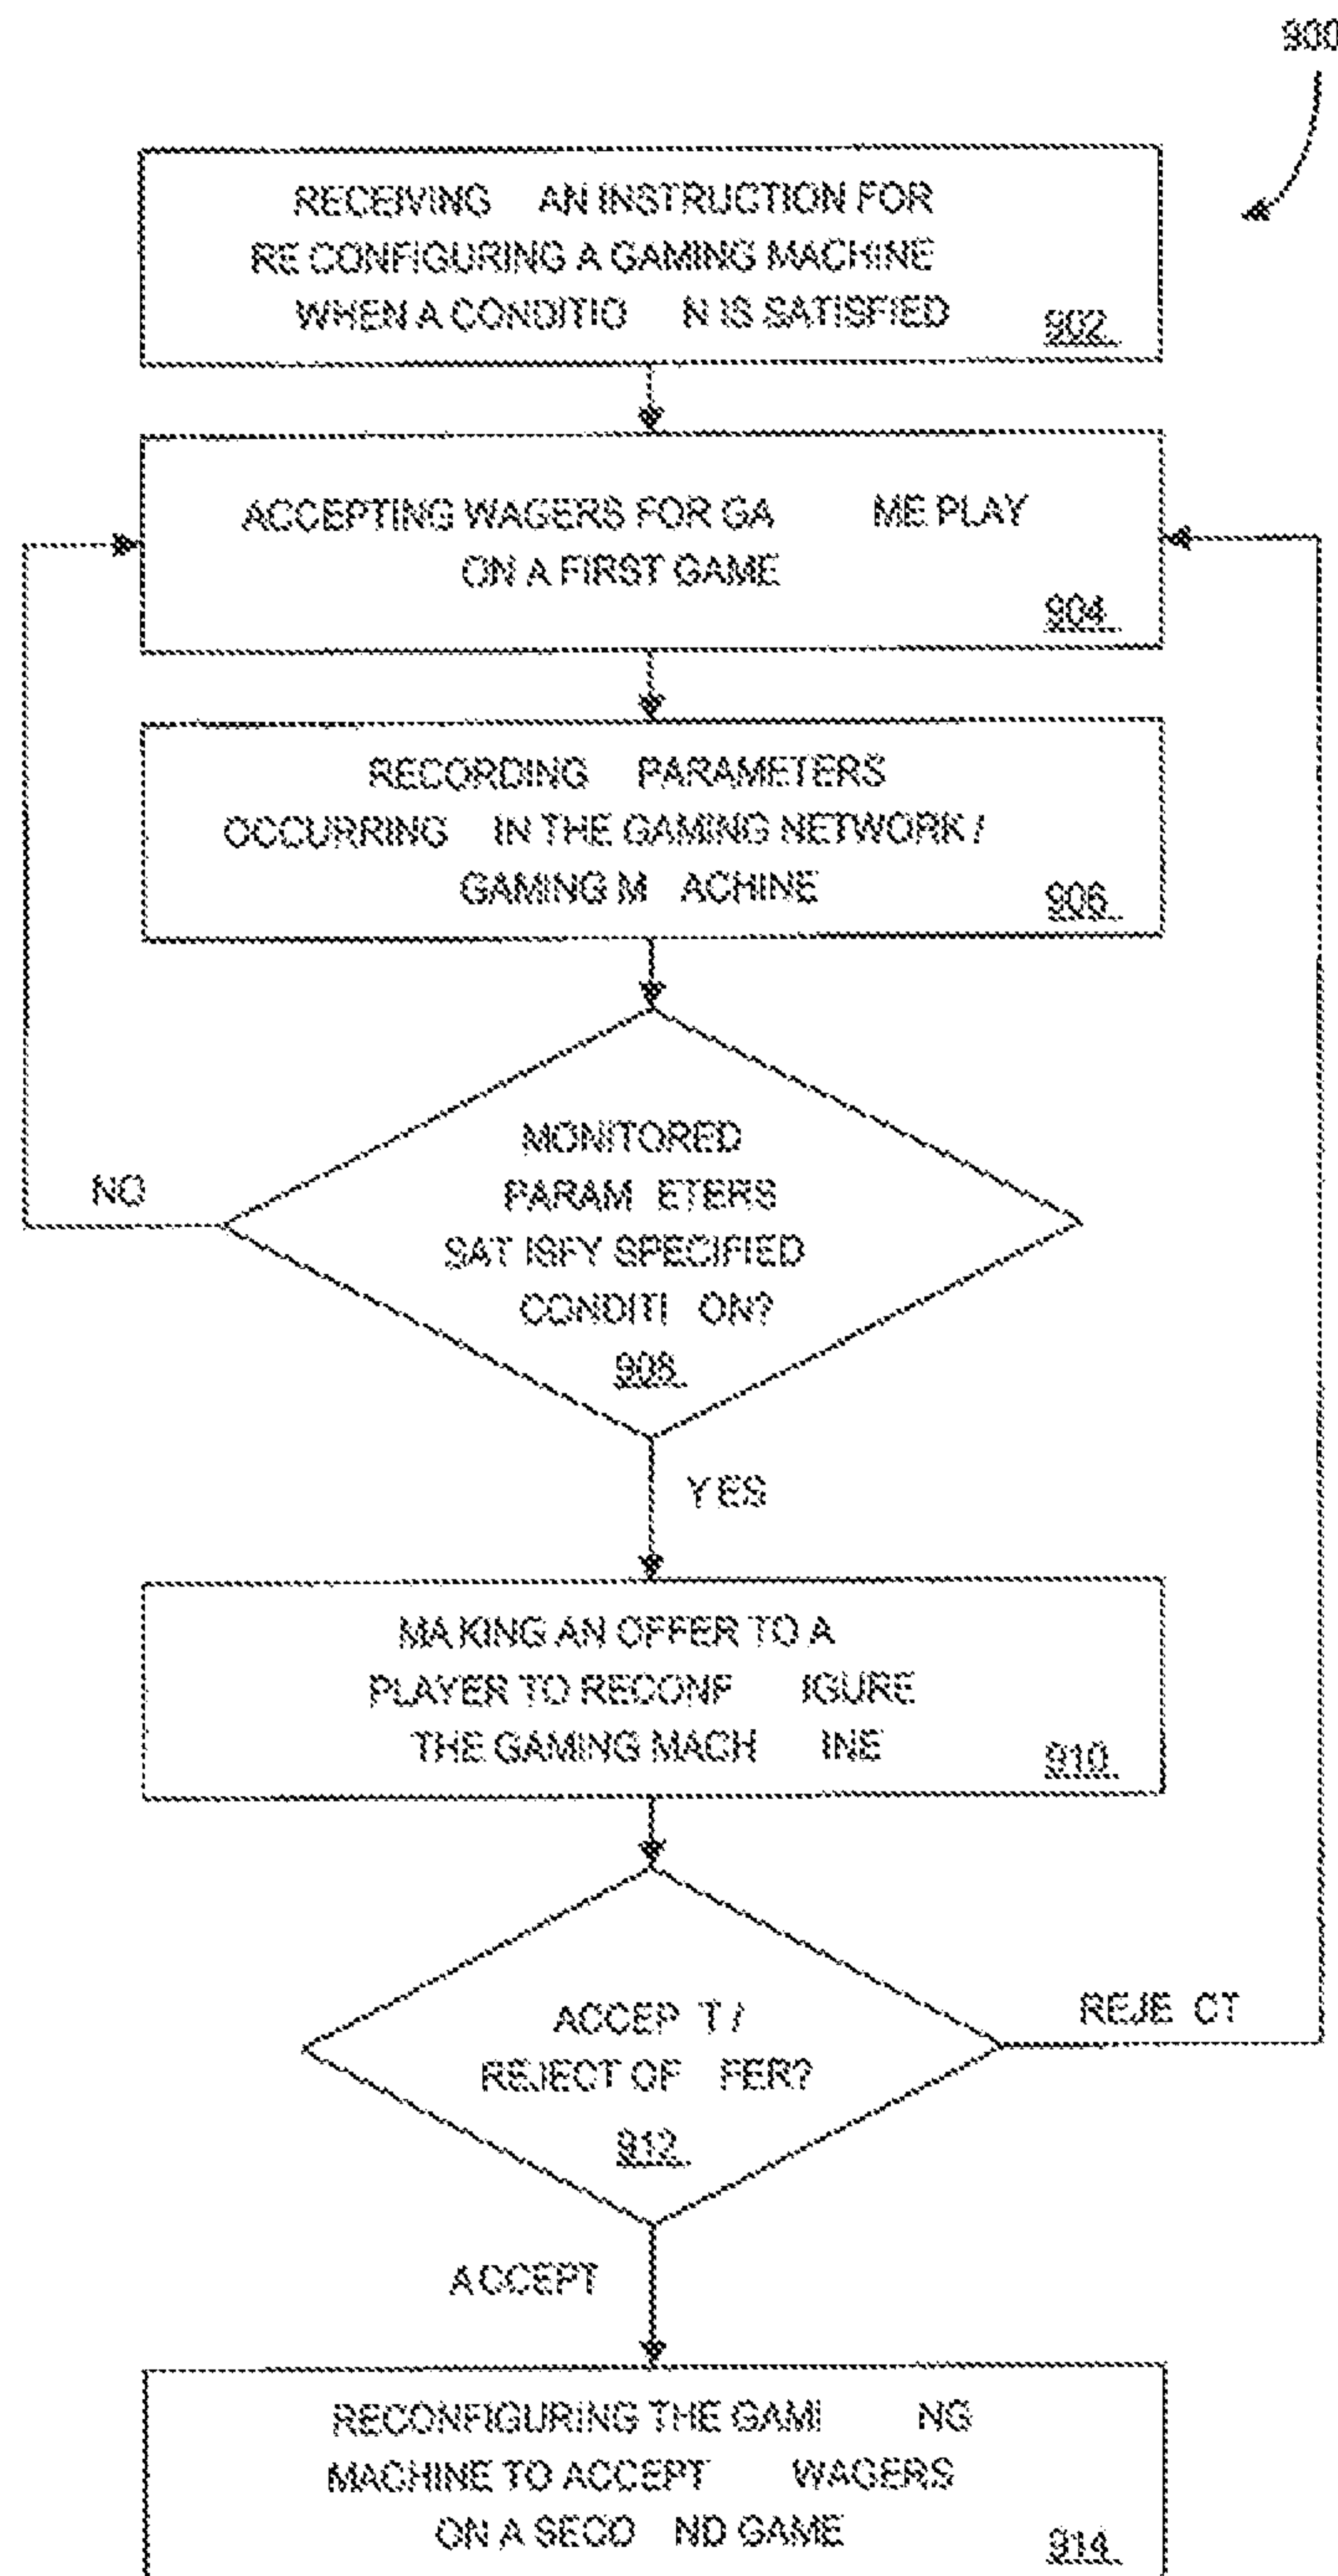 900
RECEIVING AN INSTRUCTION FOR
RE CONFIGURING A GAMING MACHINE
WHEN A CONDITIO N IS SATISFIED
902
ACCEPTING WAGERS FOR GA ME PLAY
ON A FIRST GAME
904
RECORDING PARAMETERS
OCCURRING IN THE GAMING NETWORK /
GAMING M ACHINE
906
MONITORED
PARAM ETERS
SAT ISFY SPECIFIED
CONDITI ON?
908
NO
YES
MA KING AN OFFER TO A
PLAYER TO RECONF IGURE
THE GAMING MACH INE
910
ACCEP T /
REJECT OF FER?
912
REJE CT
ACCEPT
RECONFIGURING THE GAMI NG
MACHINE TO ACCEPT WAGERS
ON A SECO ND GAME
914